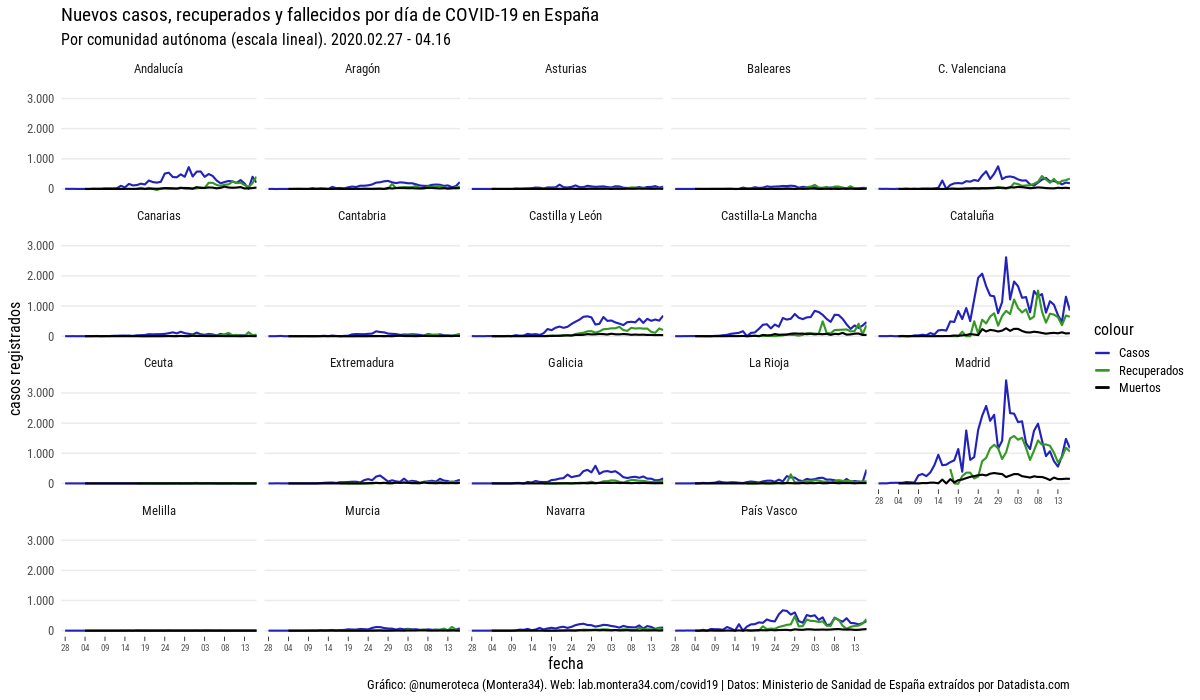 Nuevos casos, recuperados y fallecidos por día de COVID-19 en España
Por comunidad autónoma (escala lineal). 2020.02.27 - 04.16
Andalucía Aragón Asturias Baleares C. Valenciana
3.000
2.000
1.000
0
Canarias Cantabria Castilla y León Castilla-La Mancha Cataluña
3.000
2.000
1.000
0
Ceuta Extremadura Galicia La Rioja Madrid
3.000
2.000
1.000
0
28 04 09 14 19 24 29 03 08 13
Melilla Murcia Navarra País Vasco
3.000
2.000
1.000
0
28 04 09 14 19 24 29 03 08 13 28 04 09 14 19 24 29 03 08 13 28 04 09 14 19 24 29 03 08 13 28 04 09 14 19 24 29 03 08 13
casos registrados
fecha
colour
Casos
Recuperados
Muertos
Gráfico: @numeroteca (Montera34). Web: lab.montera34.com/covid19 | Datos: Ministerio de Sanidad de España extraídos por Datadista.com